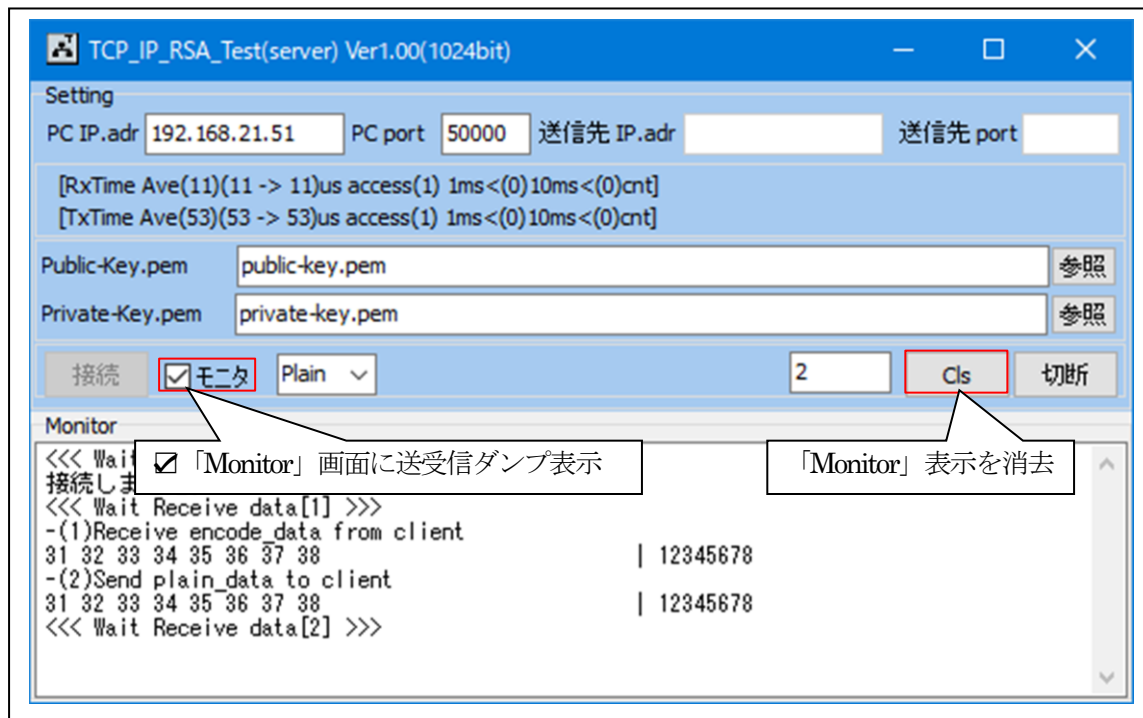 TCP_IP_RSA_Test(server) Ver1.00(1024bit)
Setting
PC IP.adr 192.168.21.51 PC port 50000 送信先 IP.adr 送信先 port
[RxTime Ave(11)(11 -> 11)us access(1) 1ms<(0)10ms<(0)cnt]
[TxTime Ave(53)(53 -> 53)us access(1) 1ms<(0)10ms<(0)cnt]
Public-Key.pem public-key.pem 参照
Private-Key.pem private-key.pem 参照
接続 モニタ Plain 2 Cls 切断
Monitor
☑「Monitor」画面に送受信ダンプ表示
「Monitor」表示を消去
<<< Wait
接続しま
<<< Wait Receive data[1] >>>
-(1)Receive encode_data from client
31 32 33 34 35 36 37 38 | 12345678
-(2)Send plain_data to client
31 32 33 34 35 36 37 38 | 12345678
<<< Wait Receive data[2] >>>